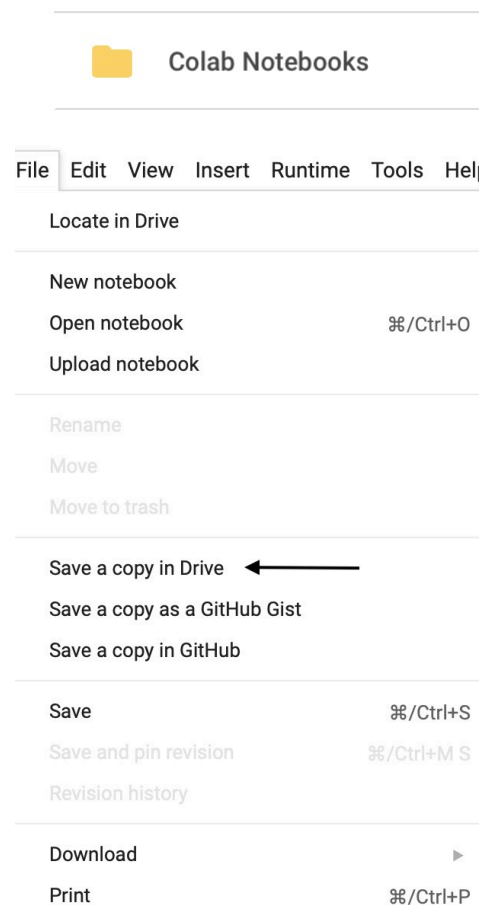 Colab Notebooks
File Edit View Insert Runtime Tools Help
Locate in Drive
New notebook
Open notebook ⌘/Ctrl+O
Upload notebook
Rename
Move
Move to trash
Save a copy in Drive
Save a copy as a GitHub Gist
Save a copy in GitHub
Save ⌘/Ctrl+S
Save and pin revision ⌘/Ctrl+M S
Revision history
Download
Print ⌘/Ctrl+P